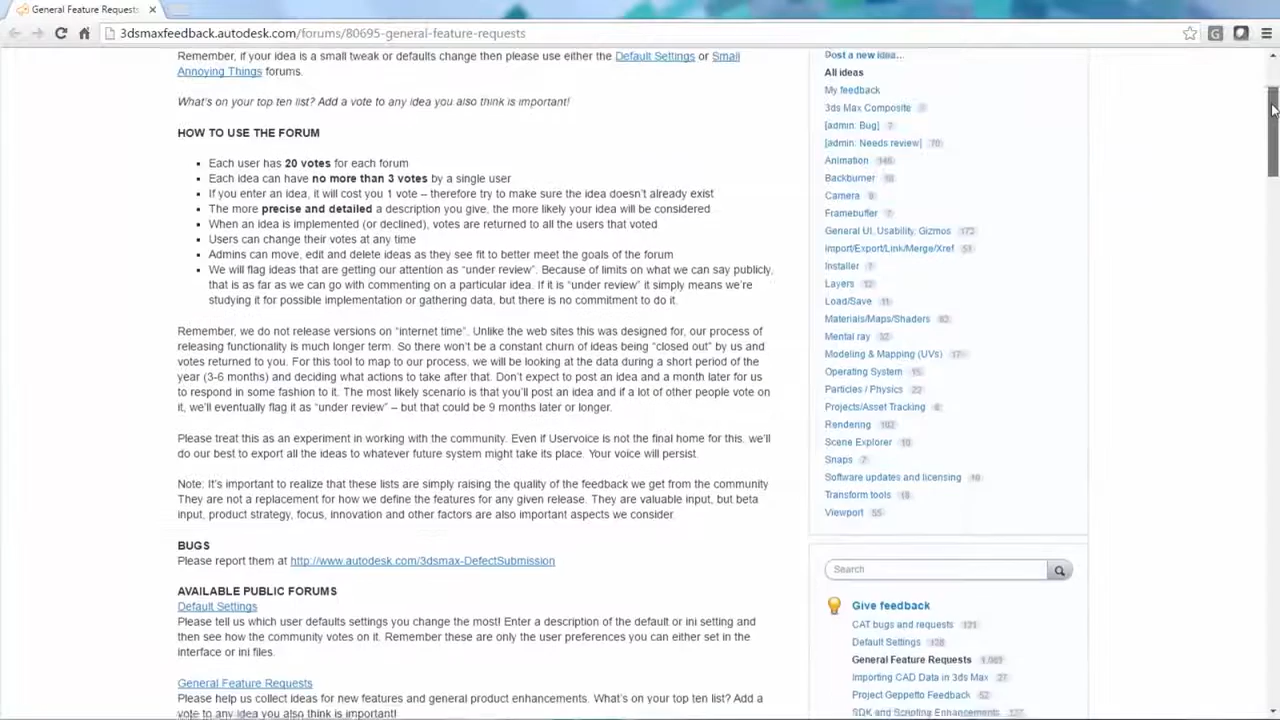 General Feature Requests
3dsmaxfeedback.autodesk.com/forums/80695-general-feature-requests
Remember, if your idea is a small tweak or defaults change then please use either the Default Settings or Small
Annoying Things forums.
What's on your top ten list? Add a vote to any idea you also think is important!
HOW TO USE THE FORUM
Each user has 20 votes for each forum
Each idea can have no more than 3 votes by a single user
If you enter an idea, it will cost you 1 vote – therefore try to make sure the idea doesn't already exist
The more precise and detailed a description you give, the more likely your idea will be considered
When an idea is implemented (or declined), votes are returned to all the users that voted
Users can change their votes at any time
Admins can move, edit and delete ideas as they see fit to better meet the goals of the forum
We will flag ideas that are getting our attention as "under review". Because of limits on what we can say publicly,
that is as far as we can go with commenting on a particular idea. If it is "under review" it simply means we're
studying it for possible implementation or gathering data, but there is no commitment to do it.
Remember, we do not release versions on "internet time". Unlike the web sites this was designed for, our process of
releasing functionality is much longer term. So there won't be a constant churn of ideas being "closed out" by us and
votes returned to you. For this tool to map to our process, we will be looking at the data during a short period of the
year (3-6 months) and deciding what actions to take after that. Don't expect to post an idea and a month later for us
to respond in some fashion to it. The most likely scenario is that you'll post an idea and if a lot of other people vote on
it, we'll eventually flag it as "under review" – but that could be 9 months later or longer.
Please treat this as an experiment in working with the community. Even if Uservoice is not the final home for this, we'll
do our best to export all the ideas to whatever future system might take its place. Your voice will persist.
Note: It's important to realize that these lists are simply raising the quality of the feedback we get from the community
They are not a replacement for how we define the features for any given release. They are valuable input, but beta
input, product strategy, focus, innovation and other factors are also important aspects we consider
BUGS
Please report them at http://www.autodesk.com/3dsmax-DefectSubmission
AVAILABLE PUBLIC FORUMS
Default Settings
Please tell us which user defaults settings you change the most! Enter a description of the default or ini setting and
then see how the community votes on it. Remember these are only the user preferences you can either set in the
interface or ini files.
General Feature Requests
Please help us collect ideas for new features and general product enhancements. What's on your top ten list? Add a
vote to any idea you also think is important!
Post a new idea...
All ideas
My feedback
3ds Max Composite
[admin: Bug] 7
[admin: Needs review] 70
Animation 146
Backburner
Camera 9
Framebuffer 7
General UI, Usability, Gizmos 173
Import/Export/Link/Merge/Xref 51
Installer 7
Layers 12
Load/Save 11
Materials/Maps/Shaders
Mental ray
Modeling & Mapping (UVs)
Operating System 15
Particles / Physics
Projects/Asset Tracking
Rendering 102
Scene Explorer 10
Snaps 7
Software updates and licensing
Transform tools
Viewport 55
Search
Give feedback
CAT bugs and requests 121
Default Settings
General Feature Requests
Importing CAD Data in 3ds Max
Project Geppetto Feedback 52
SDK and Scripting Enhancements